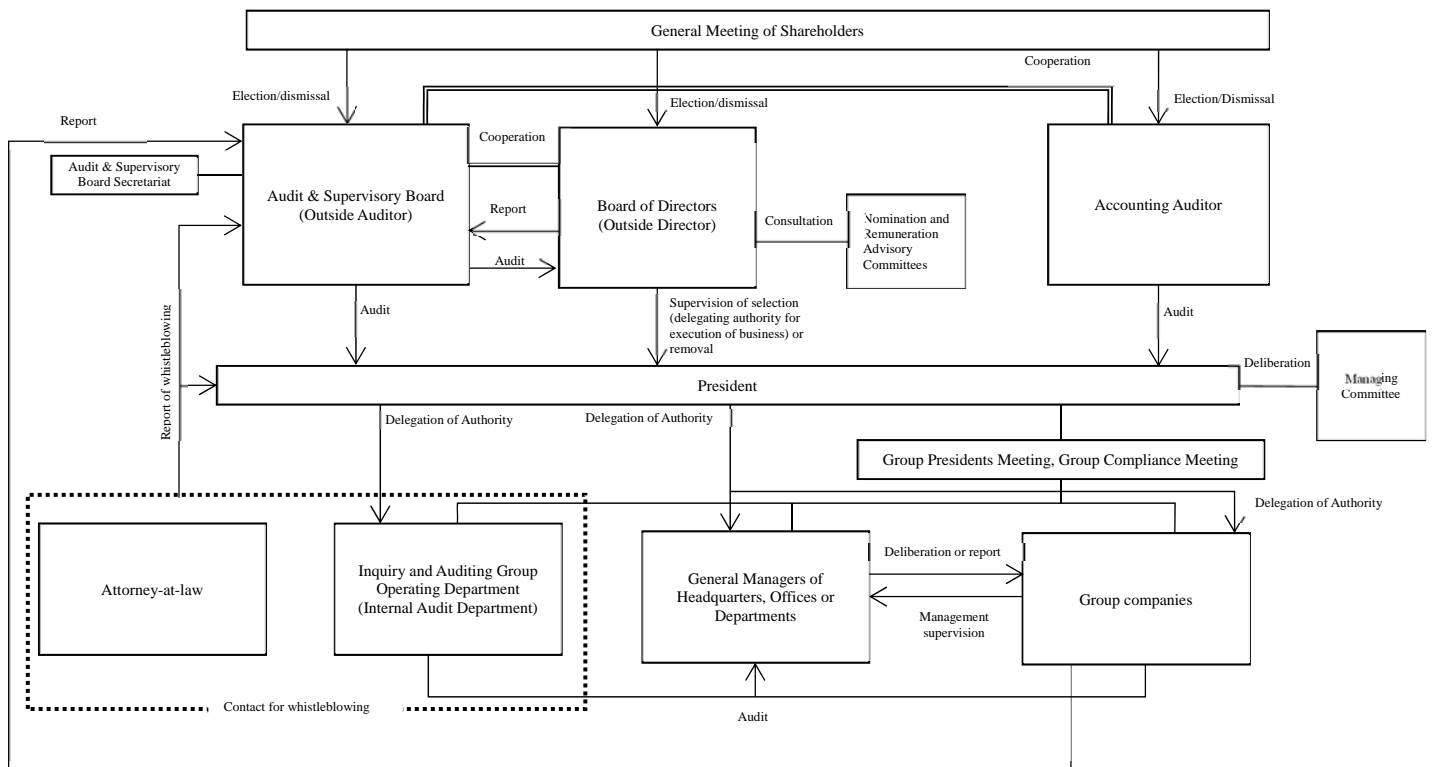 General Meeting of Shareholders
Cooperation
Election/dismissal
Election/dismissal
Election/Dismissal
Report
Cooperation
Audit & Supervisory
Board Secretariat
Audit & Supervisory Board
(Outside Auditor)
Report
Audit
Board of Directors
(Outside Director)
Consultation
Nomination and
Remuneration
Advisory
Committees
Accounting Auditor
Audit
Supervision of selection
(delegating authority for
execution of business) or
removal
Audit
Report of whistleblowing
President
Deliberation
Managing
Committee
Delegation of Authority
Delegation of Authority
Group Presidents Meeting, Group Compliance Meeting
Delegation of Authority
Attorney-at-law
Inquiry and Auditing Group
Operating Department
(Internal Audit Department)
General Managers of
Headquarters, Offices or
Departments
Deliberation or report
Management
supervision
Group companies
Contact for whistleblowing
Audit